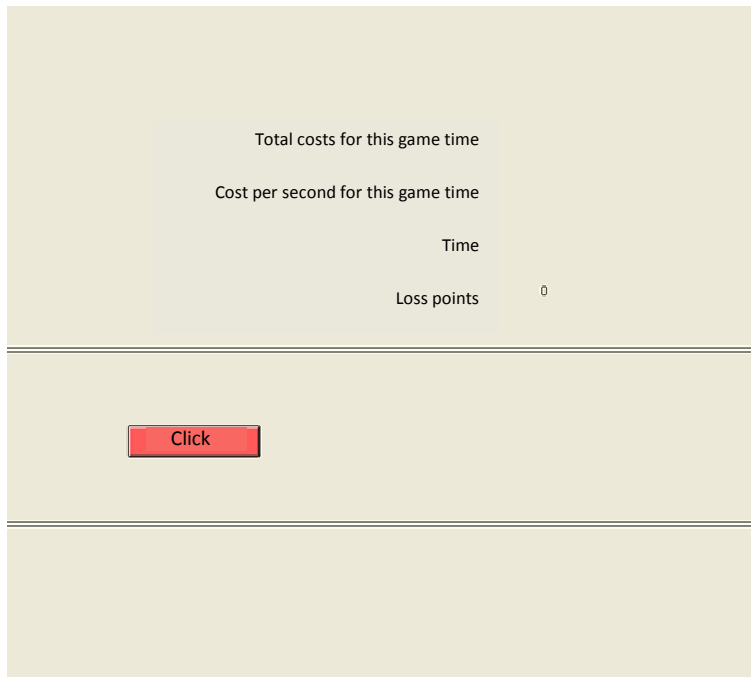 Total costs for this game time
Cost per second for this game time
Time
Loss points 0
Click